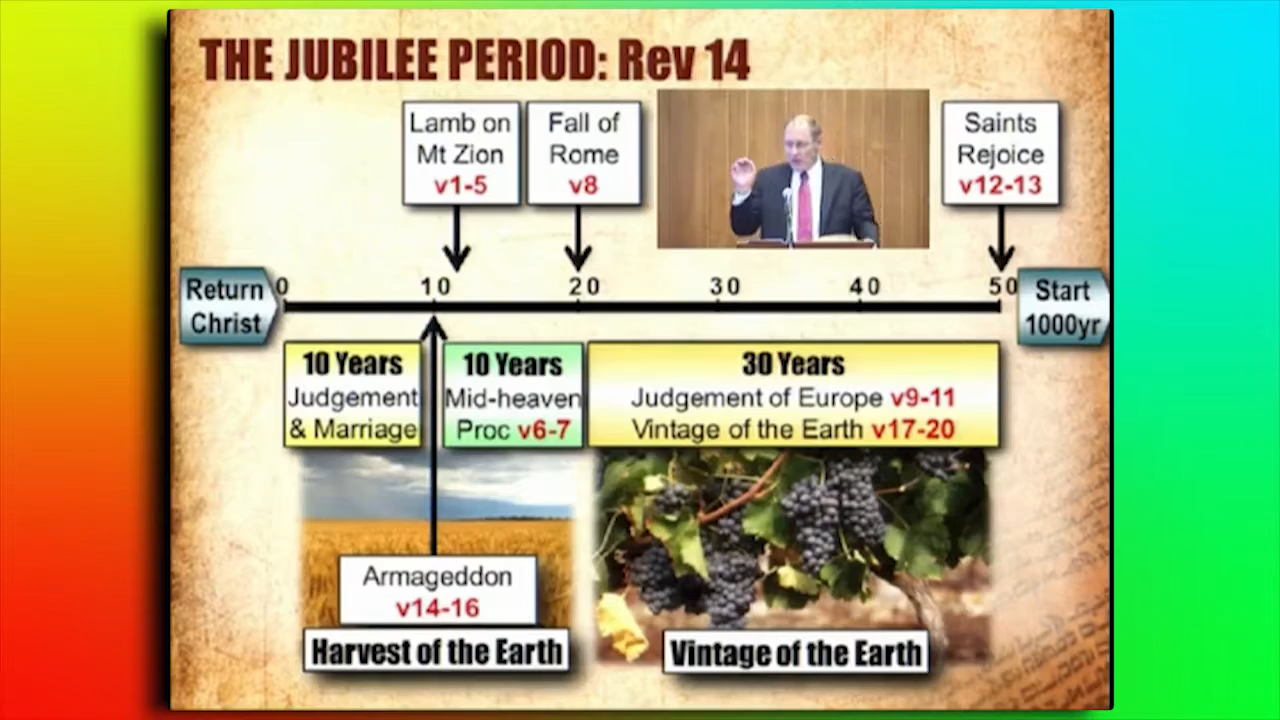 THE JUBILEE PERIOD: Rev 14
Lamb on
Mt Zion
v1-5
Fall of
Rome
v8
Saints
Rejoice
v12-13
Return
Christ
0 10 20 30 40 50
Start
1000yr
10 Years
Judgement
& Marriage
10 Years
Mid-heaven
Proc v6-7
30 Years
Judgement of Europe v9-11
Vintage of the Earth v17-20
Armageddon
v14-16
Harvest of the Earth
Vintage of the Earth